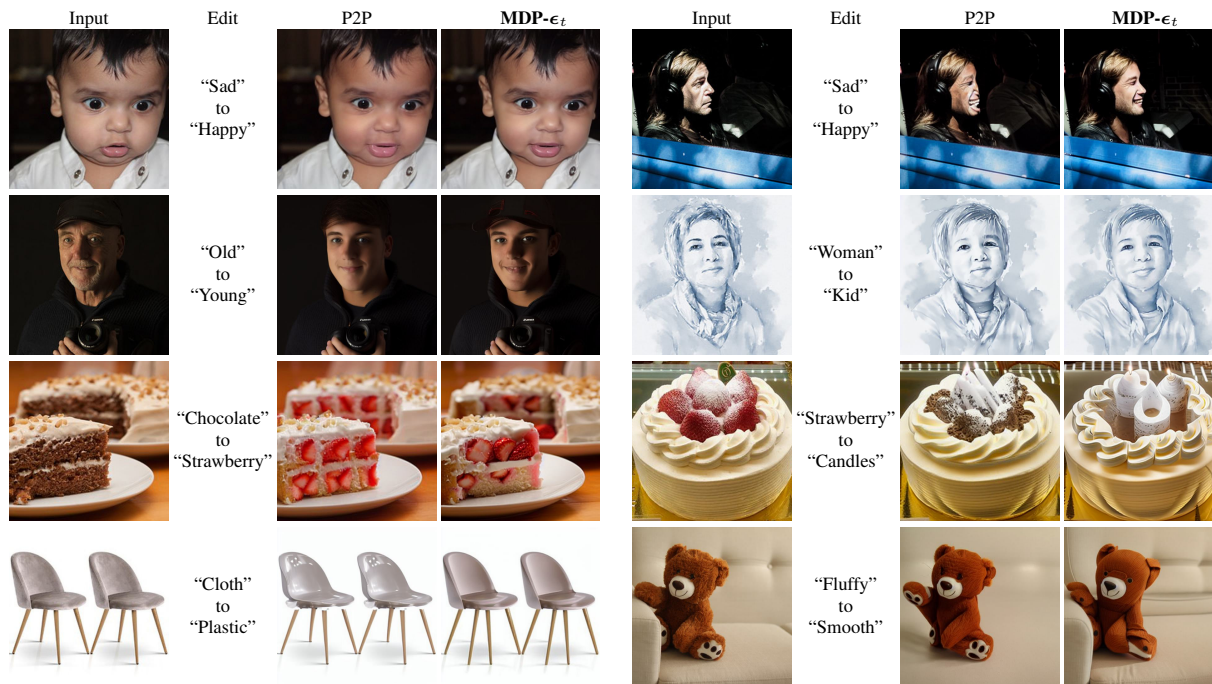 Input Edit P2P MDP-ϵt Input Edit P2P MDP-ϵt
“Sad”
to
“Happy”
“Sad”
to
“Happy”
“Old”
to
“Young”
“Woman”
to
“Kid”
“Chocolate”
to
“Strawberry”
“Strawberry”
to
“Candles”
“Cloth”
to
“Plastic”
“Fluffy”
to
“Smooth”